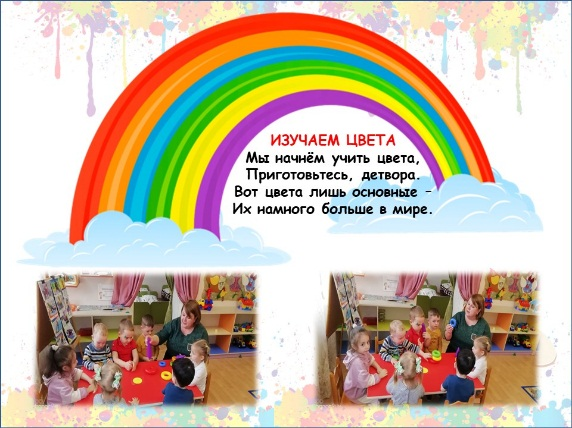 ИЗУЧАЕМ ЦВЕТА
Мы начнём учить цвета,
Приготовьтесь, детвора.
Вот цвета лишь основные –
Их намного больше в мире.